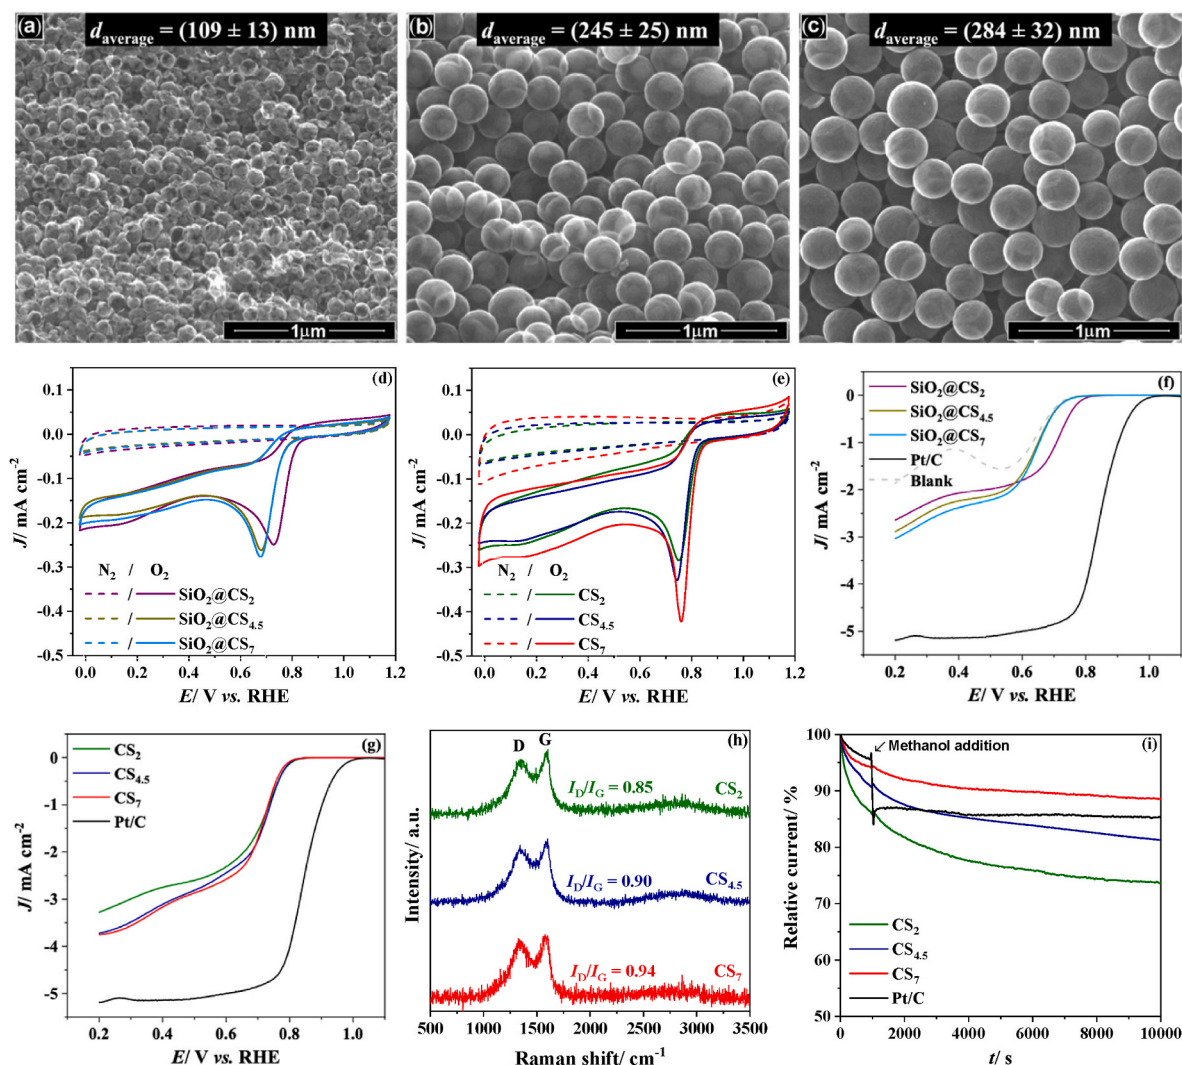 (a) d_average = (109 ± 13) nm
1μm
(b) d_average = (245 ± 25) nm
1μm
(c) d_average = (284 ± 32) nm
1μm
(d)
0.1
0.0
-0.1
-0.2
-0.3
-0.4
-0.5
J/ mA cm⁻²
N₂ / O₂
/ SiO₂@CS₂
/ SiO₂@CS₄.₅
/ SiO₂@CS₇
0.0 0.2 0.4 0.6 0.8 1.0 1.2
E/ V vs. RHE
(e)
0.1
0.0
-0.1
-0.2
-0.3
-0.4
-0.5
J/ mA cm⁻²
N₂ / O₂
/ CS₂
/ CS₄.₅
/ CS₇
0.0 0.2 0.4 0.6 0.8 1.0 1.2
E/ V vs. RHE
(f)
0
-1
-2
-3
-4
-5
J/ mA cm⁻²
SiO₂@CS₂
SiO₂@CS₄.₅
SiO₂@CS₇
Pt/C
Blank
0.2 0.4 0.6 0.8 1.0
E/ V vs. RHE
(g)
0
-1
-2
-3
-4
-5
J/ mA cm⁻²
CS₂
CS₄.₅
CS₇
Pt/C
0.2 0.4 0.6 0.8 1.0
E/ V vs. RHE
(h)
D G
I_D/I_G = 0.85 CS₂
I_D/I_G = 0.90 CS₄.₅
I_D/I_G = 0.94 CS₇
Intensity/ a.u.
500 1000 1500 2000 2500 3000 3500
Raman shift/ cm⁻¹
(i)
Methanol addition
100
90
80
70
60
50
Relative current/ %
CS₂
CS₄.₅
CS₇
Pt/C
0 2000 4000 6000 8000 10000
t/ s